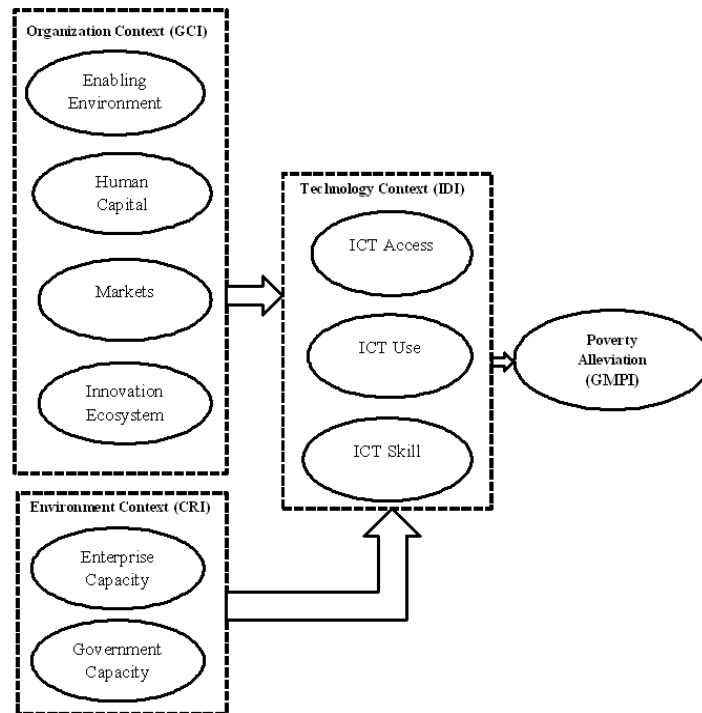 Organization Context (GCI)
Enabling
Environment
Human
Capital
Markets
Innovation
Ecosystem
Environment Context (CRI)
Enterprise
Capacity
Government
Capacity
Technology Context (IDI)
ICT Access
ICT Use
ICT Skill
Poverty
Alleviation
(GMPI)